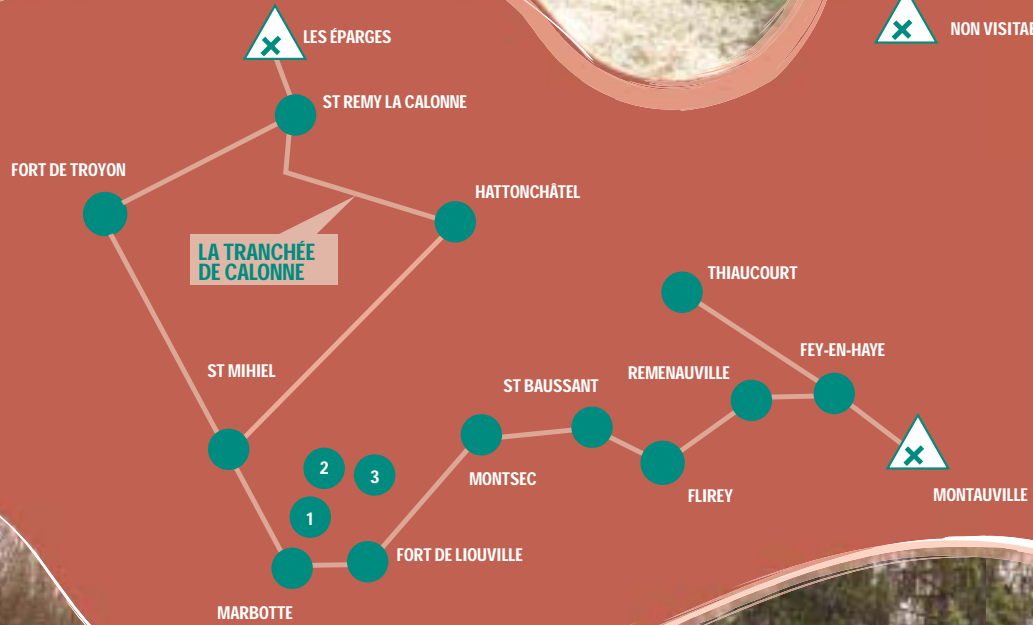 LES ÉPARGES
NON VISITAB
ST REMY LA CALONNE
FORT DE TROYON
HATTONCHÂTEL
LA TRANCHÉE
DE CALONNE
THIAUCOURT
FEY-EN-HAYE
ST MIHIEL
REMENAUVILLE
ST BAUSSANT
2
3
MONTSEC
FLIREY
MONTAUVILLE
1
FORT DE LIOUVILLE
MARBOTTE